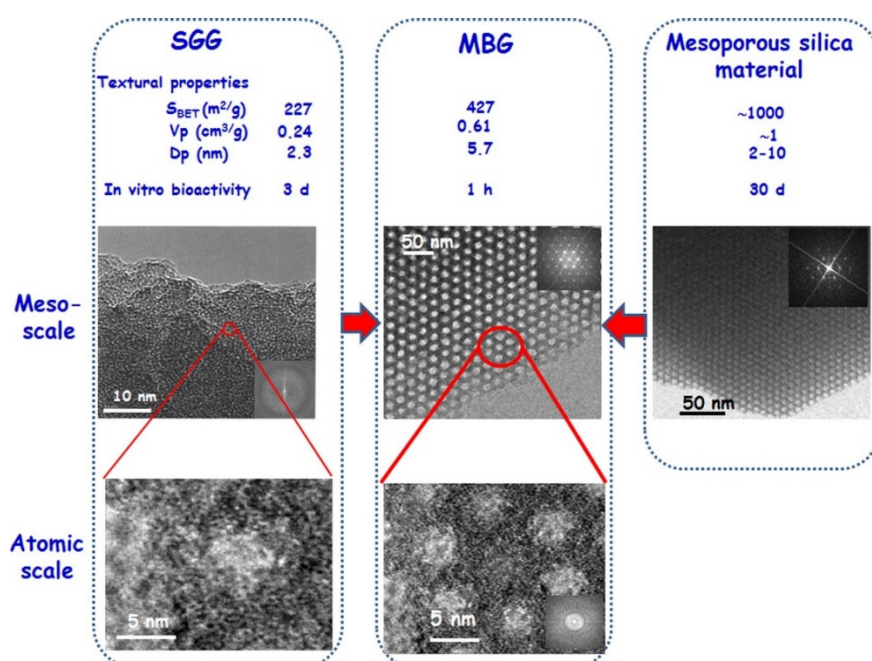 SGG
MBG
Mesoporous silica
material
Textural properties
S_BET (m²/g) 227 427 ~1000
Vp (cm³/g) 0.24 0.61 ~1
Dp (nm) 2.3 5.7 2-10
In vitro bioactivity 3 d 1 h 30 d
Meso-
scale
10 nm
50 nm
50 nm
Atomic
scale
5 nm
5 nm